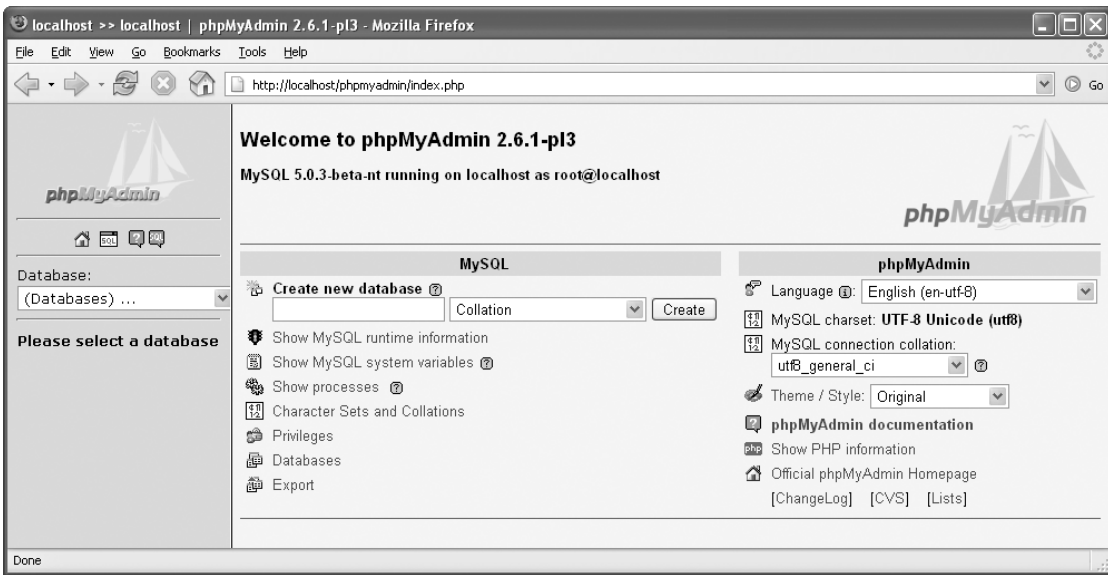 localhost >> localhost | phpMyAdmin 2.6.1-pl3 - Mozilla Firefox
File Edit View Go Bookmarks Tools Help
http://localhost/phpmyadmin/index.php
Go
phpMyAdmin
SQL
Database:
(Databases) ...
Please select a database
Welcome to phpMyAdmin 2.6.1-pl3
MySQL 5.0.3-beta-nt running on localhost as root@localhost
phpMyAdmin
MySQL
Create new database
Collation
Create
Show MySQL runtime information
Show MySQL system variables
Show processes
Character Sets and Collations
Privileges
Databases
Export
phpMyAdmin
Language : English (en-utf-8)
MySQL charset: UTF-8 Unicode (utf8)
MySQL connection collation:
utf8_general_ci
Theme / Style: Original
phpMyAdmin documentation
php Show PHP information
Official phpMyAdmin Homepage
[ChangeLog] [CVS] [Lists]
Done